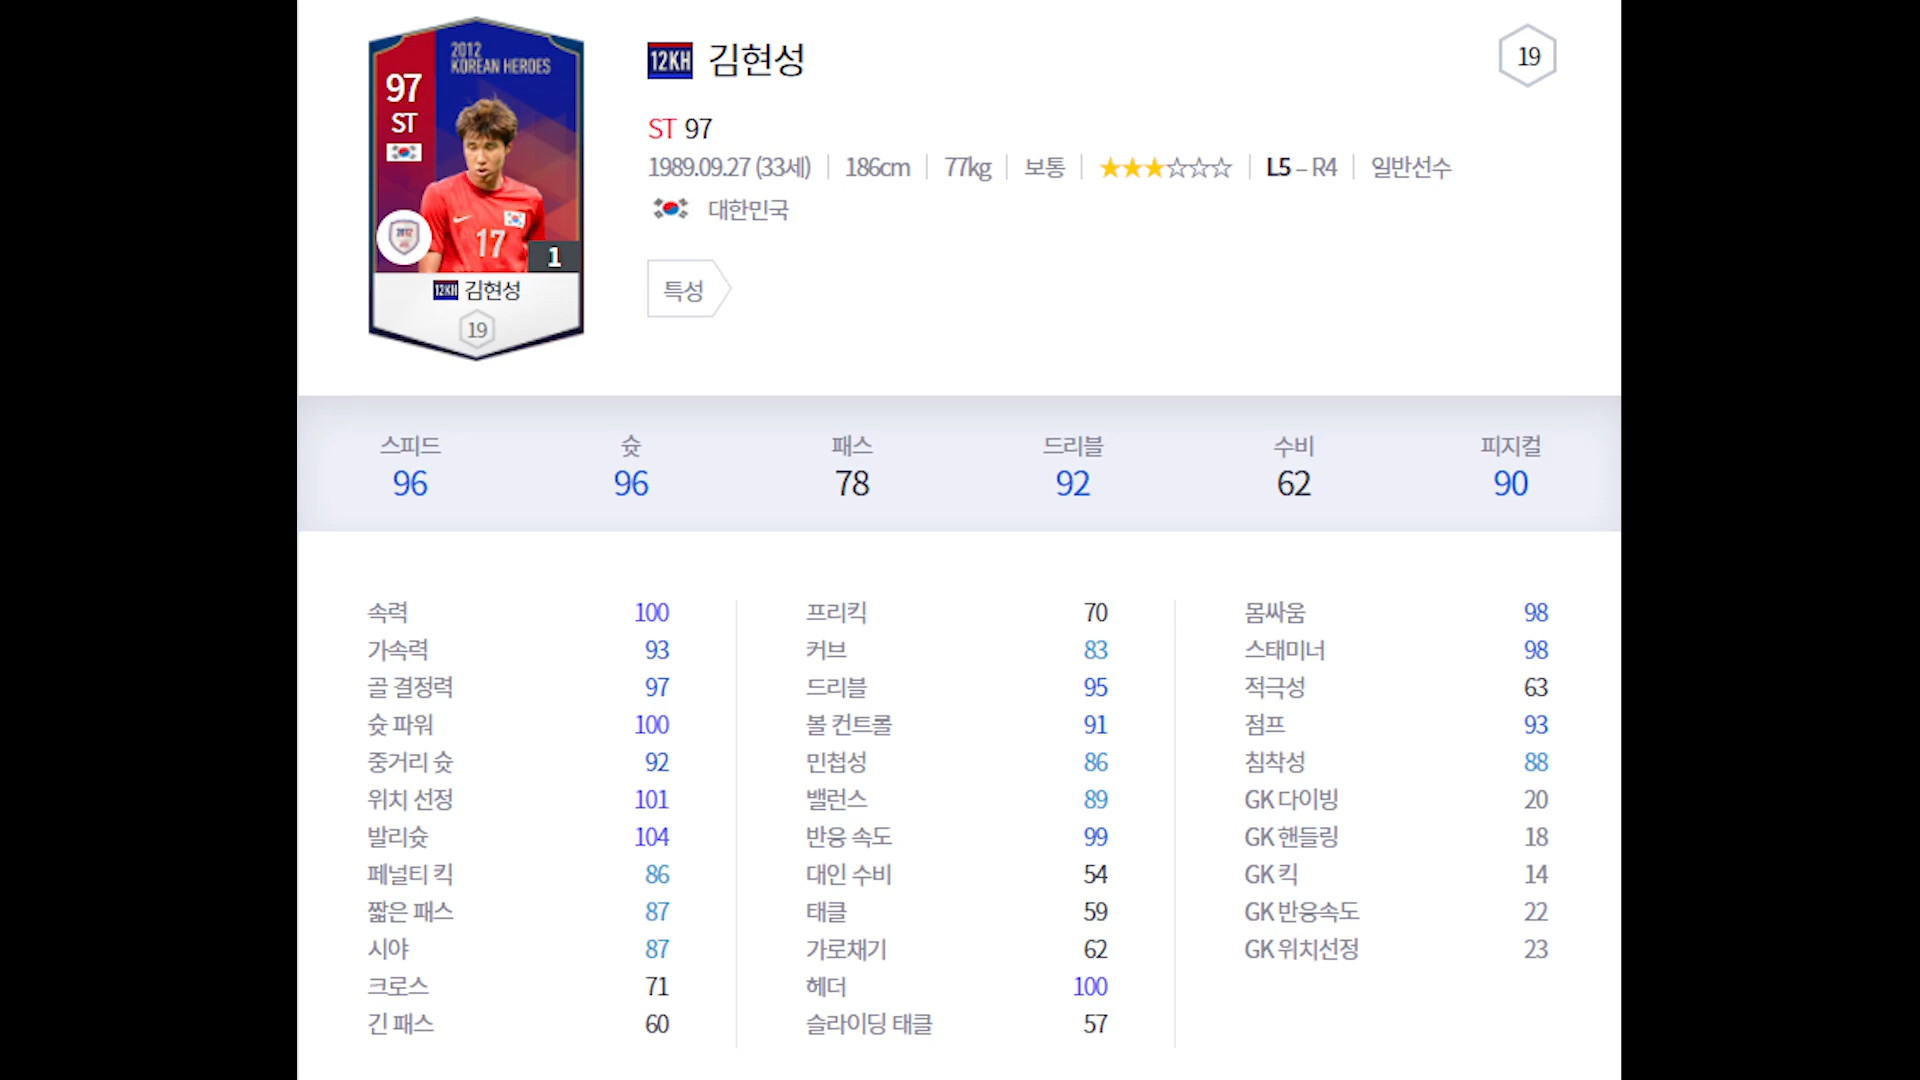 2012
KOREAN HEROES
97
ST
17
1
12KH 김현성
19
12KH 김현성
19
ST 97
1989.09.27 (33세) 186cm 77kg 보통 ★★★☆☆☆ L5 – R4 일반선수
대한민국
특성
스피드 슛 패스 드리블 수비 피지컬
96 96 78 92 62 90
속력 100
가속력 93
골 결정력 97
슛 파워 100
중거리 슛 92
위치 선정 101
발리슛 104
페널티 킥 86
짧은 패스 87
시야 87
크로스 71
긴 패스 60
프리킥 70
커브 83
드리블 95
볼 컨트롤 91
민첩성 86
밸런스 89
반응 속도 99
대인 수비 54
태클 59
가로채기 62
헤더 100
슬라이딩 태클 57
몸싸움 98
스태미너 98
적극성 63
점프 93
침착성 88
GK 다이빙 20
GK 핸들링 18
GK 킥 14
GK 반응속도 22
GK 위치선정 23